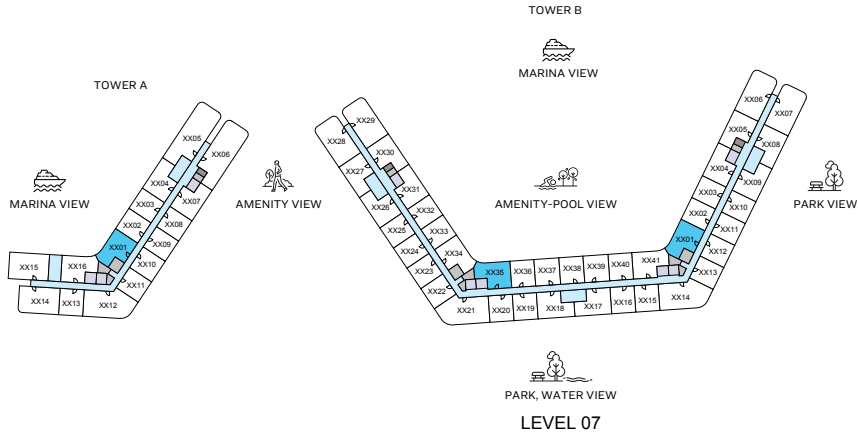 TOWER B
MARINA VIEW
TOWER A
MARINA VIEW
AMENITY VIEW
AMENITY-POOL VIEW
PARK VIEW
XX05
XX06
XX04
XX07
XX03
XX08
XX02
XX09
XX01
XX10
XX16
XX15
XX11
XX14
XX13
XX12
XX29
XX28
XX30
XX27
XX31
XX26
XX32
XX25
XX33
XX24
XX34
XX23
XX22
XX35
XX36
XX37
XX38
XX39
XX40
XX41
XX21
XX20
XX19
XX18
XX17
XX16
XX15
XX14
XX06
XX07
XX05
XX08
XX04
XX09
XX03
XX10
XX02
XX11
XX01
XX12
XX13
PARK, WATER VIEW
LEVEL 07